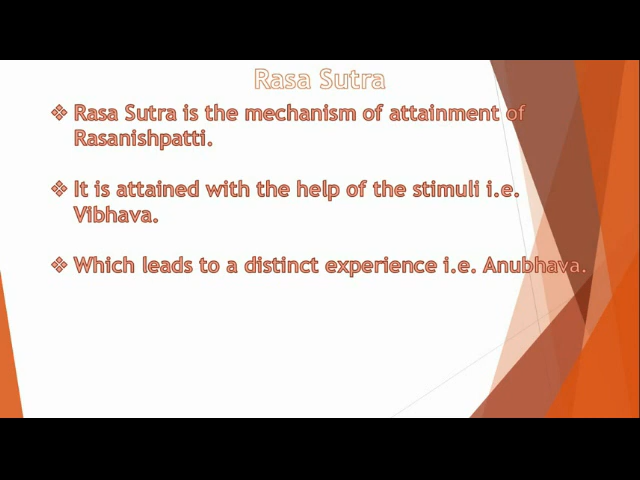 Rasa Sutra
❖ Rasa Sutra is the mechanism of attainment of
Rasanishpatti.
❖ It is attained with the help of the stimuli i.e.
Vibhava.
❖ Which leads to a distinct experience i.e. Anubhava.